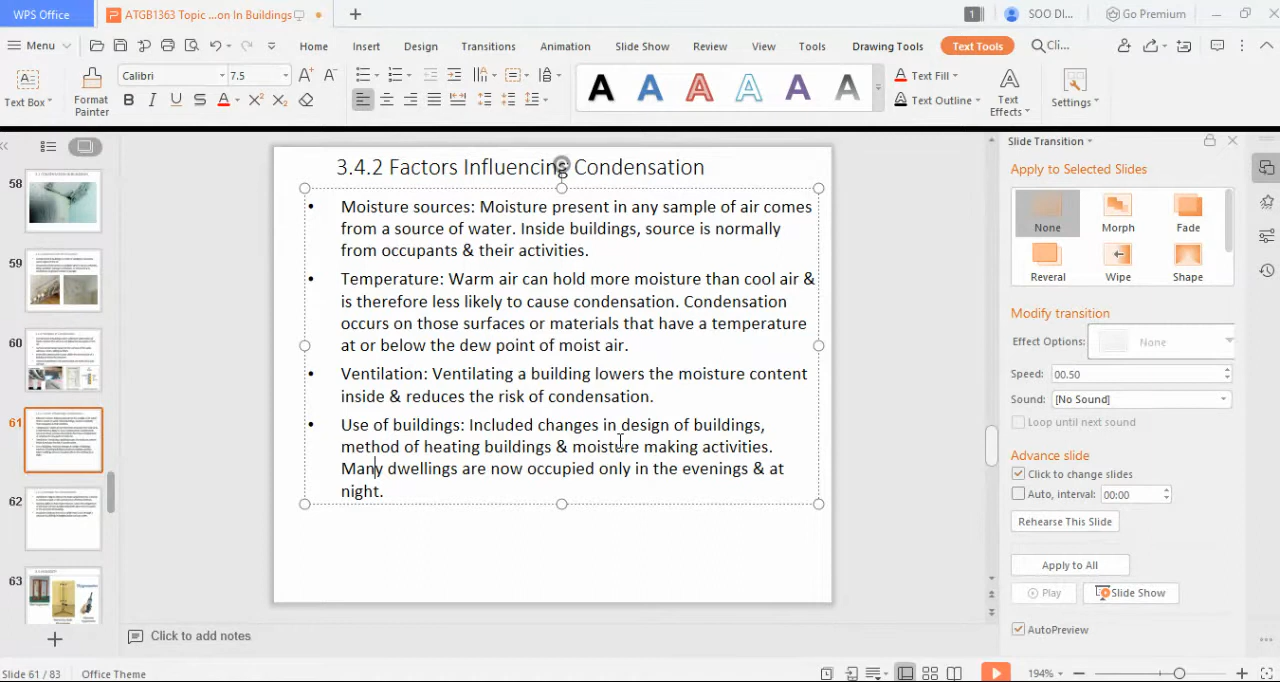 WPS Office
ATGB1363 Topic ...on In Buildings
1
SOO DI...
Go Premium
Menu
Home
Insert
Design
Transitions
Animation
Slide Show
Review
View
Tools
Drawing Tools
Text Tools
Cli...
Text Box
Format
Painter
Calibri
7.5
Text Fill
Text Outline
Text
Effects
Settings
58
59
60
61
62
63
3.4.2 Factors Influencing Condensation
• Moisture sources: Moisture present in any sample of air comes
from a source of water. Inside buildings, source is normally
from occupants & their activities.
• Temperature: Warm air can hold more moisture than cool air &
is therefore less likely to cause condensation. Condensation
occurs on those surfaces or materials that have a temperature
at or below the dew point of moist air.
• Ventilation: Ventilating a building lowers the moisture content
inside & reduces the risk of condensation.
• Use of buildings: Involved changes in design of buildings,
method of heating buildings & moisture making activities.
Many dwellings are now occupied only in the evenings & at
night.
Click to add notes
Slide Transition
Apply to Selected Slides
None
Morph
Fade
Reveral
Wipe
Shape
Modify transition
Effect Options:
None
Speed:
00.50
Sound:
[No Sound]
Loop until next sound
Advance slide
Click to change slides
Auto, interval:
00:00
Rehearse This Slide
Apply to All
Play
Slide Show
AutoPreview
Slide 61 / 83
Office Theme
194%